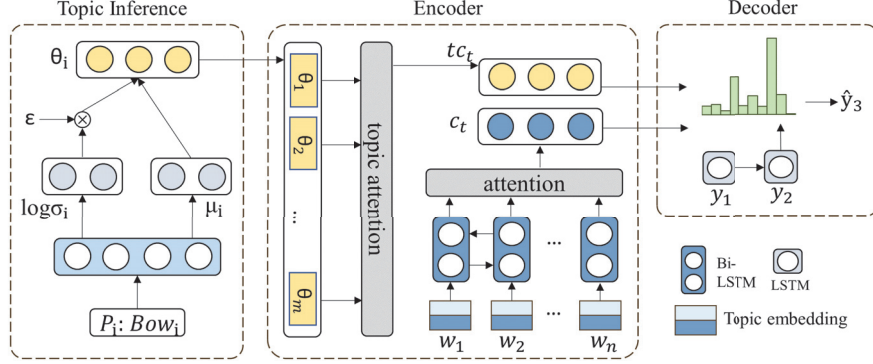 Topic Inference
Encoder
Decoder
θi
ε
logσi
μi
Pi: Bowi
θ1
θ2
...
θm
topic attention
tct
ct
attention
...
...
w1
w2
wn
ŷ3
y1
y2
Bi-
LSTM
LSTM
Topic embedding